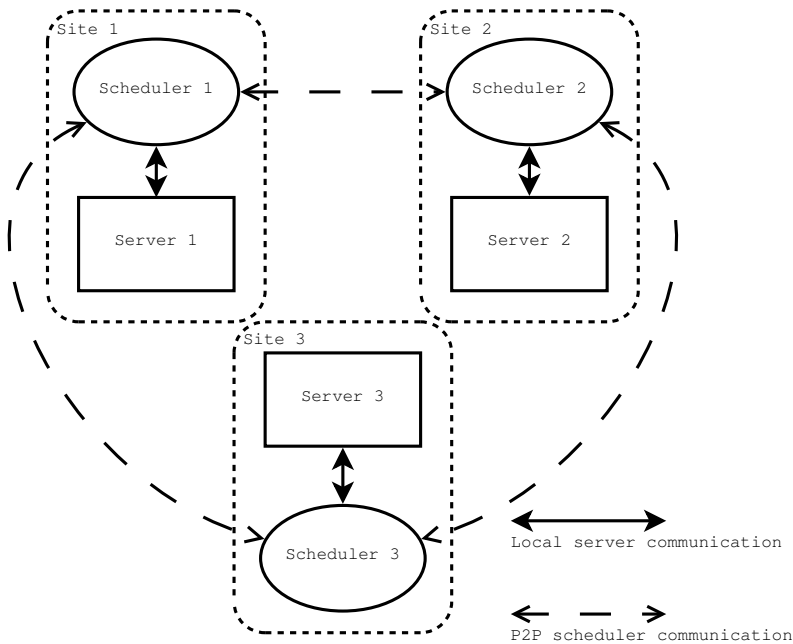 Site 1
Scheduler 1
Server 1
Site 2
Scheduler 2
Server 2
Site 3
Server 3
Scheduler 3
Local server communication
P2P scheduler communication